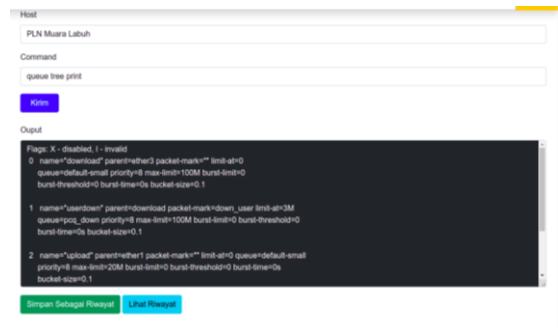 Host
PLN Muara Labuh
Command
queue tree print
Kirim
Ouput
Flags: X - disabled, I - invalid
0 name="download" parent=ether3 packet-mark="" limit-at=0
queue=default-small priority=8 max-limit=100M burst-limit=0
burst-threshold=0 burst-time=0s bucket-size=0.1
1 name="userdown" parent=download packet-mark=down_user limit-at=3M
queue=pcq_down priority=8 max-limit=100M burst-limit=0 burst-threshold=0
burst-time=0s bucket-size=0.1
2 name="upload" parent=ether1 packet-mark="" limit-at=0 queue=default-small
priority=8 max-limit=20M burst-limit=0 burst-threshold=0 burst-time=0s
bucket-size=0.1
Simpan Sebagai Riwayat Lihat Riwayat